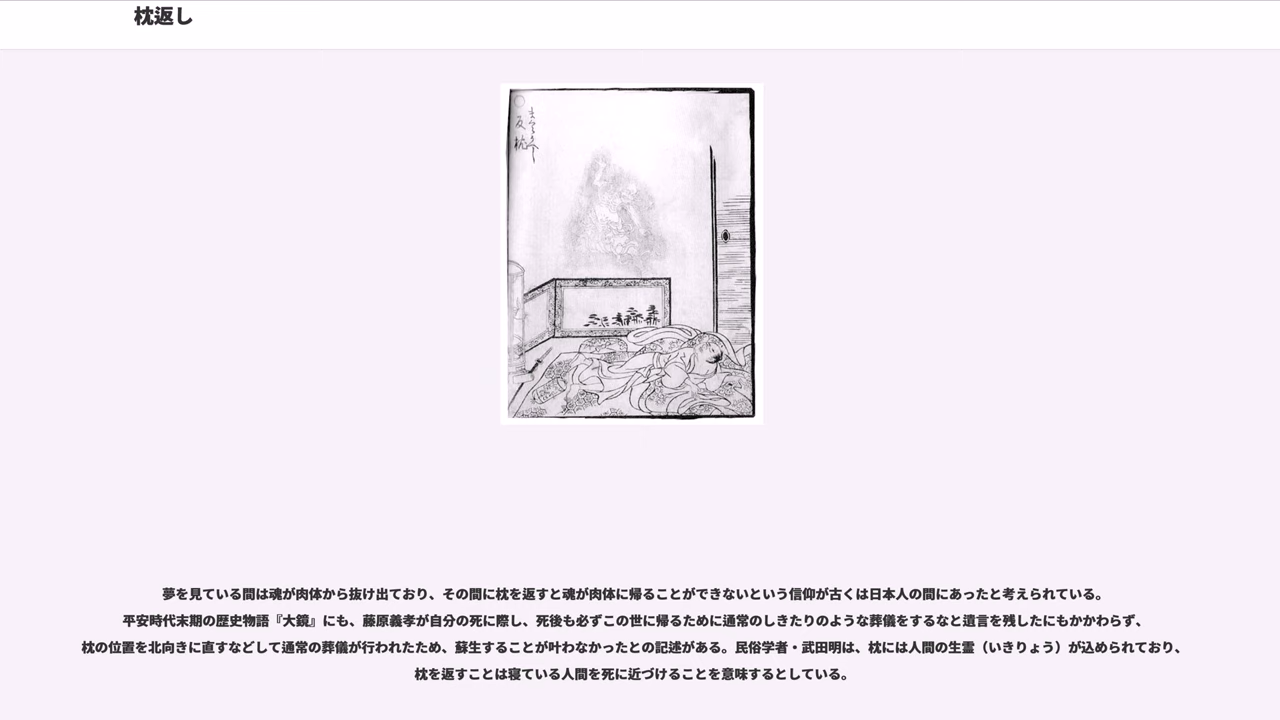 枕返し
反枕
まくらかへし
夢を見ている間は魂が肉体から抜け出ており、その間に枕を返すと魂が肉体に帰ることができないという信仰が古くは日本人の間にあったと考えられている。
平安時代末期の歴史物語『大鏡』にも、藤原義孝が自分の死に際し、死後も必ずこの世に帰るために通常のしきたりのような葬儀をするなと遺言を残したにもかかわらず、
枕の位置を北向きに直すなどして通常の葬儀が行われたため、蘇生することが叶わなかったとの記述がある。民俗学者・武田明は、枕には人間の生霊（いきりょう）が込められており、
枕を返すことは寝ている人間を死に近づけることを意味するとしている。